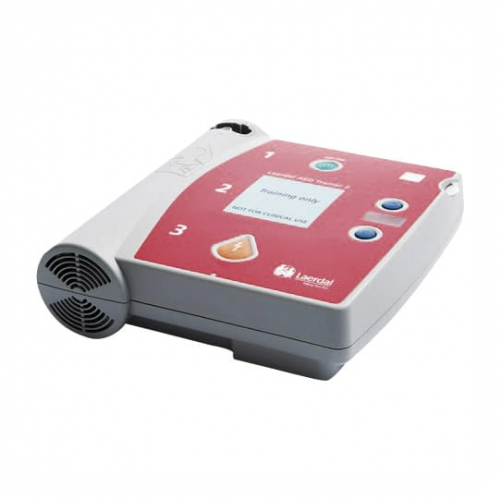 1
Laerdal AED Trainer 2
2
Training only
NOT FOR CLINICAL USE
3
Laerdal